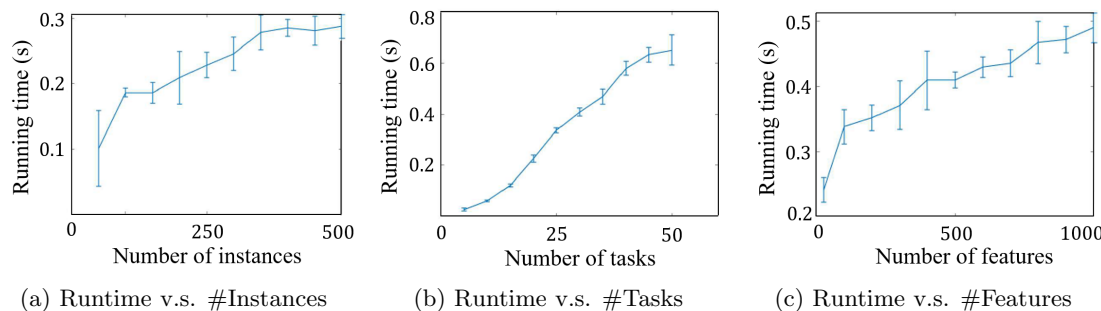 Running time (s)
0.3
0.2
0.1
0
250
500
Number of instances
(a) Runtime v.s. #Instances
Running time (s)
0.8
0.6
0.4
0.2
0
25
50
Number of tasks
(b) Runtime v.s. #Tasks
Running time (s)
0.5
0.4
0.3
0.2
0
500
1000
Number of features
(c) Runtime v.s. #Features